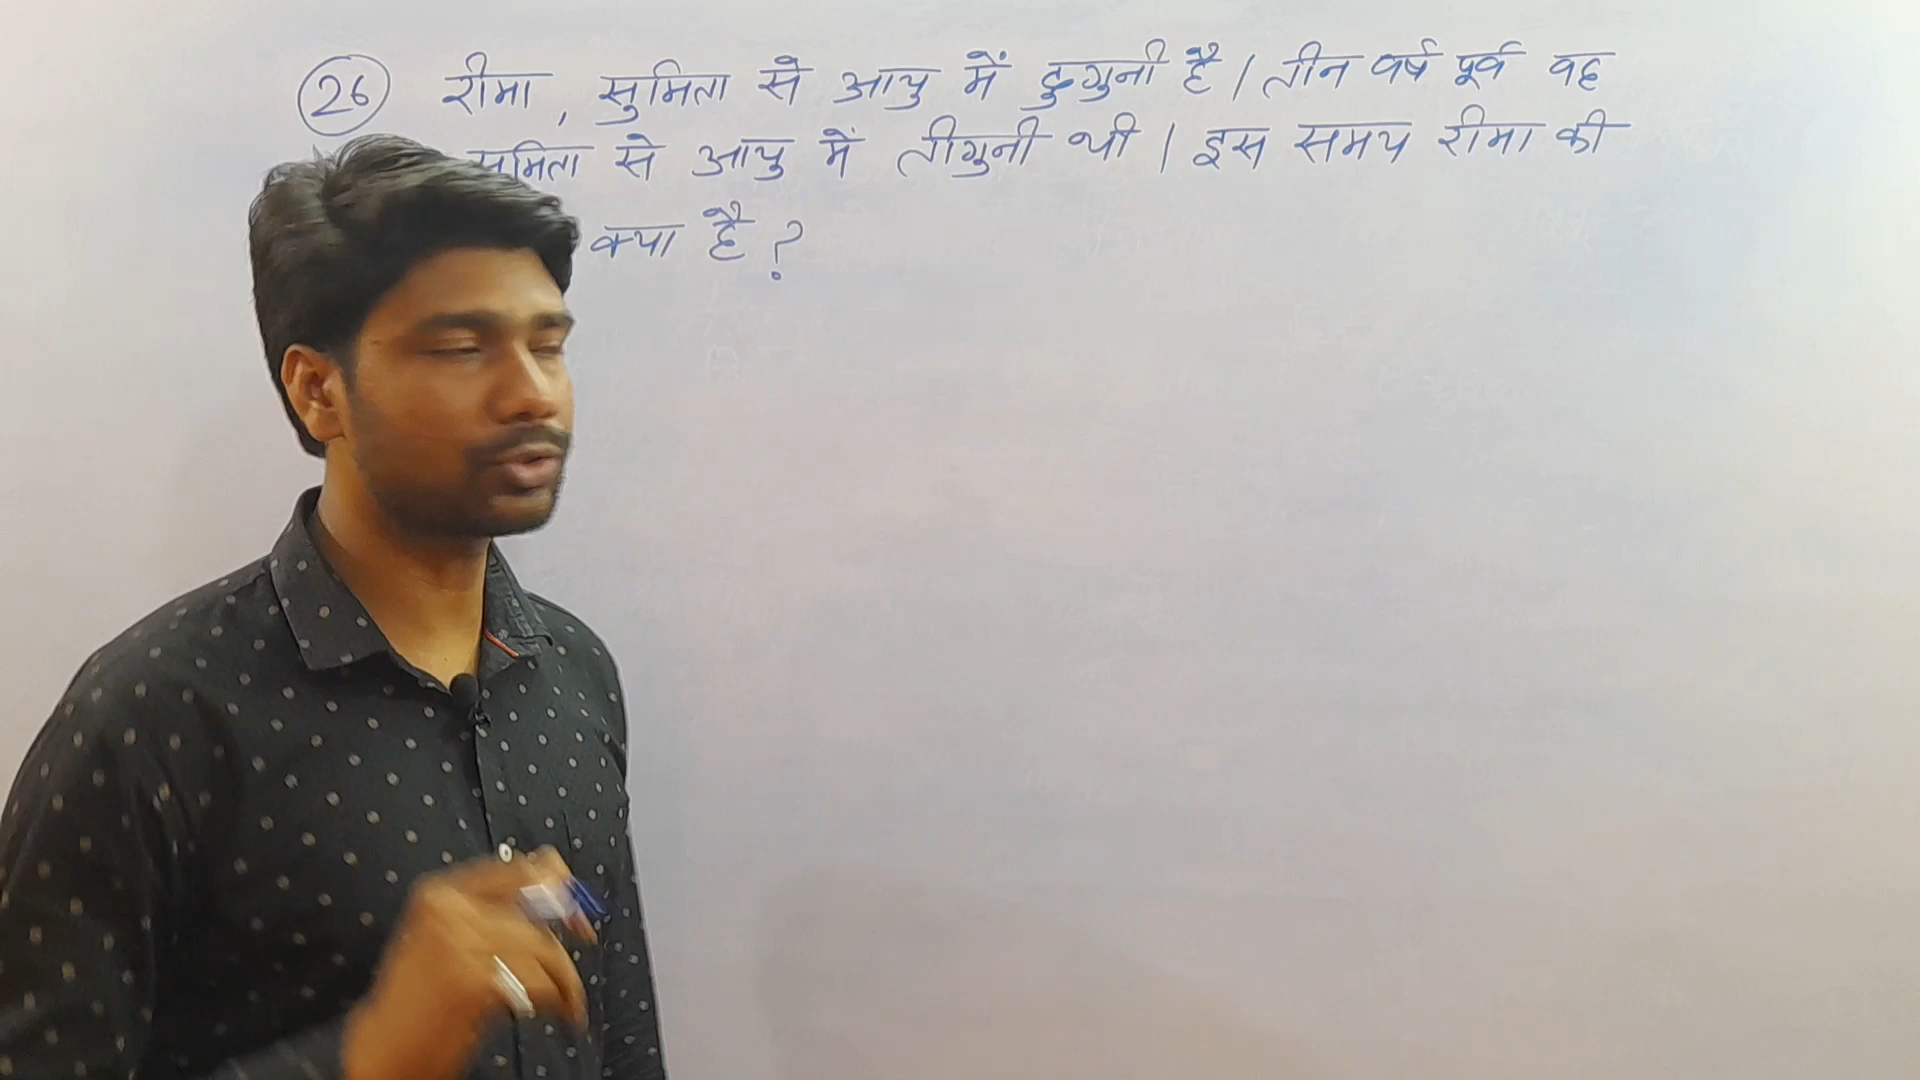 26 रीमा, सुमिता से आयु में दुगुनी है। तीन वर्ष पूर्व वह
सुमिता से आयु में तीगुनी थी। इस समय रीमा की
क्या है ?